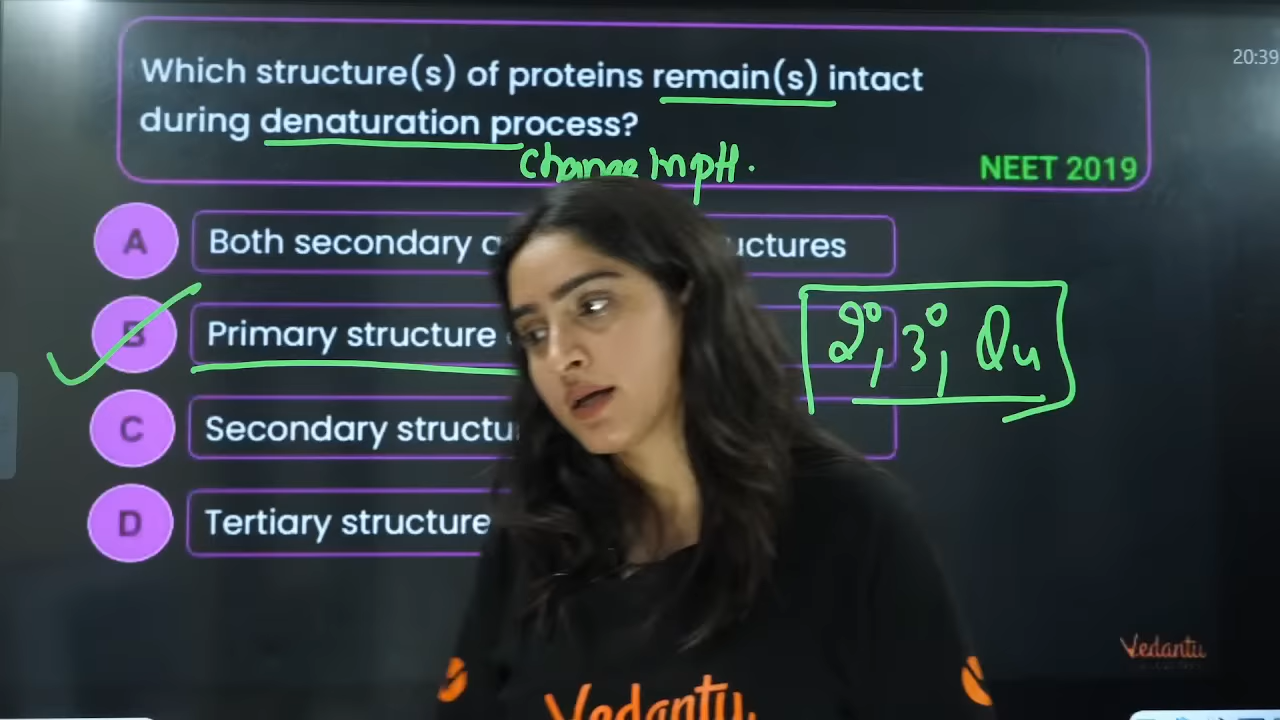 Which structure(s) of proteins remain(s) intact
20:39
during denaturation process?
Change in pH.
NEET 2019
A Both secondary uctures
B Primary structure
2°, 3°, Qu
C Secondary structu
D Tertiary structure
Vedantu
Vedantu